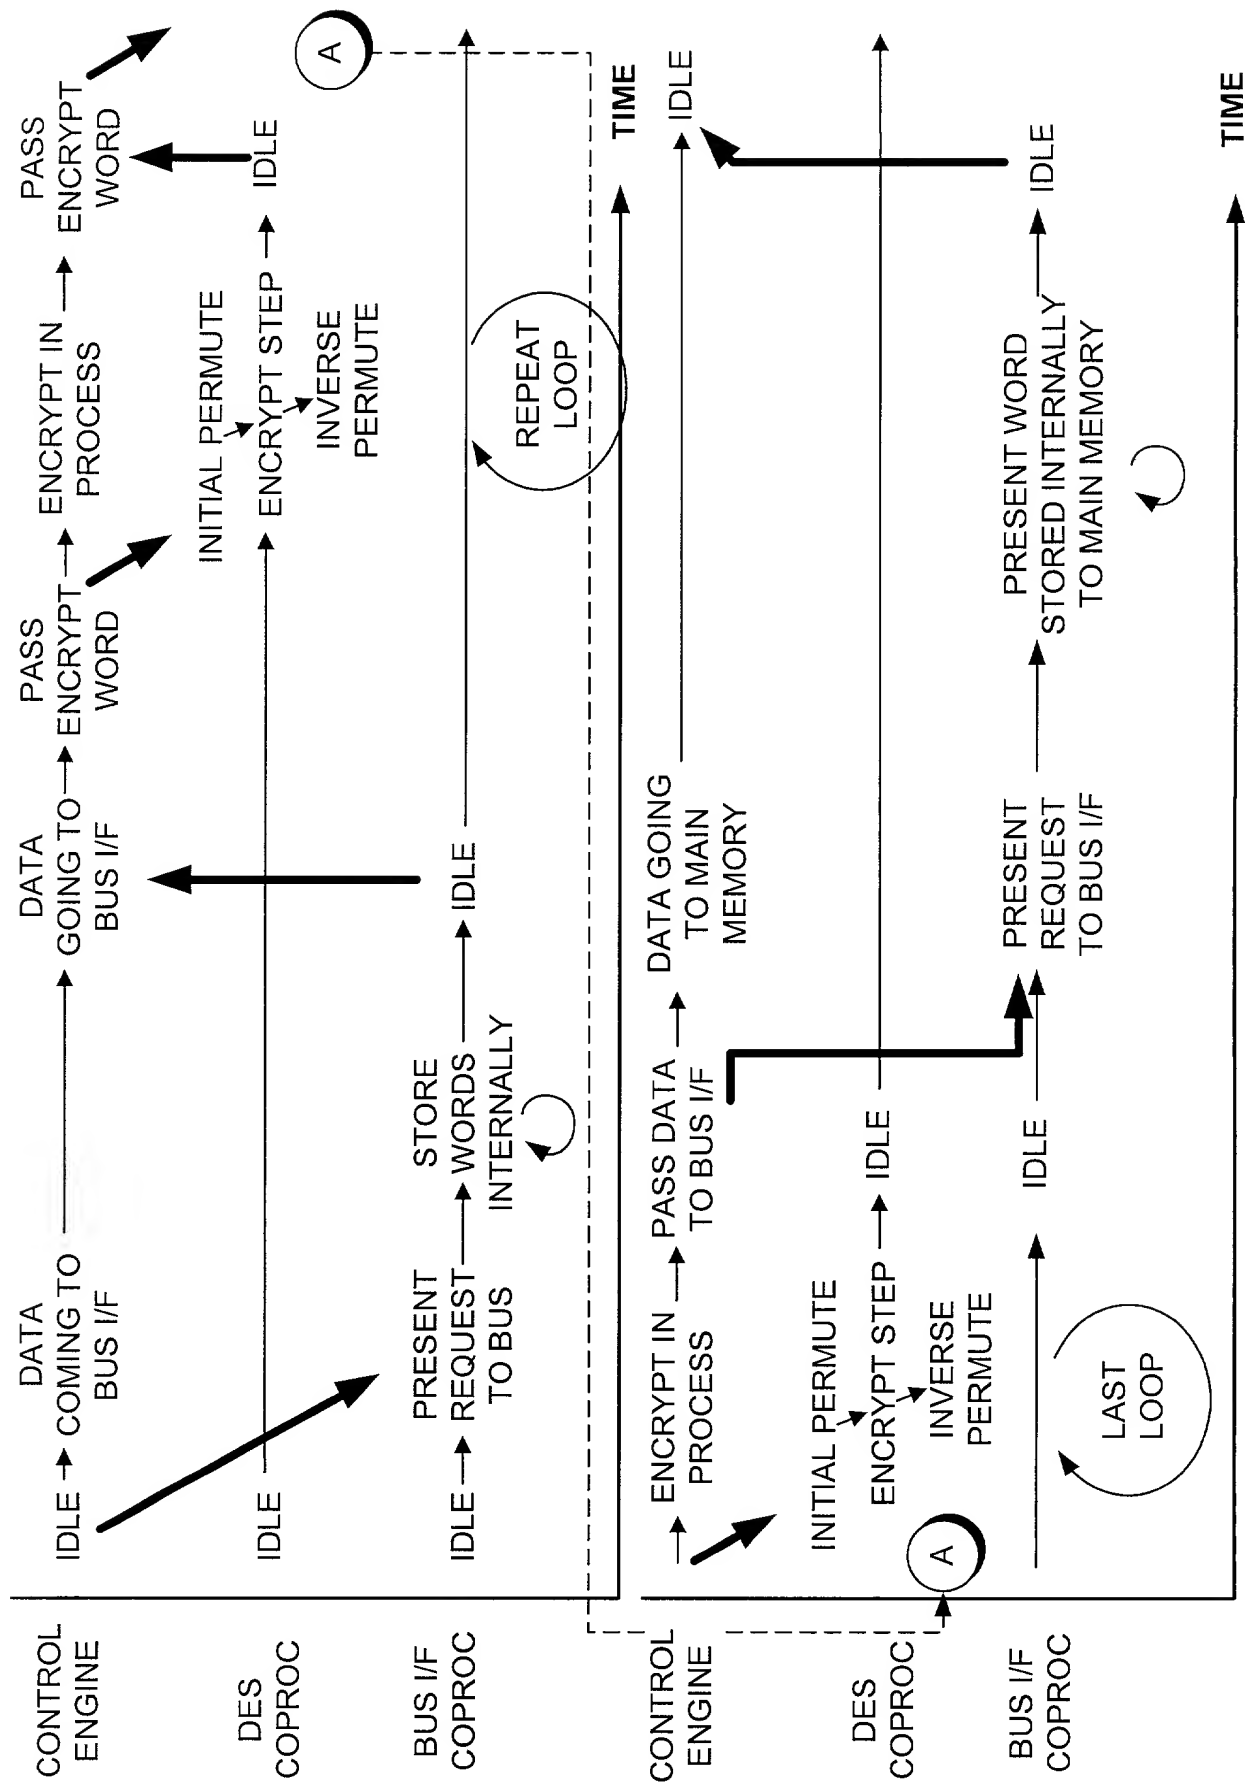 CONTROL
ENGINE
IDLE
DATA
COMING TO
BUS I/F
DATA
GOING TO
BUS I/F
PASS
ENCRYPT
WORD
ENCRYPT IN
PROCESS
PASS
ENCRYPT
WORD
DES
COPROC
IDLE
INITIAL PERMUTE
ENCRYPT STEP
INVERSE
PERMUTE
IDLE
A
BUS I/F
COPROC
IDLE
PRESENT
REQUEST
TO BUS
STORE
WORDS
INTERNALLY
IDLE
REPEAT
LOOP
TIME
CONTROL
ENGINE
ENCRYPT IN
PROCESS
PASS DATA
TO BUS I/F
DATA GOING
TO MAIN
MEMORY
IDLE
DES
COPROC
INITIAL PERMUTE
ENCRYPT STEP
INVERSE
PERMUTE
IDLE
A
BUS I/F
COPROC
LAST
LOOP
IDLE
PRESENT
REQUEST
TO BUS I/F
PRESENT WORD
STORED INTERNALLY
TO MAIN MEMORY
IDLE
TIME